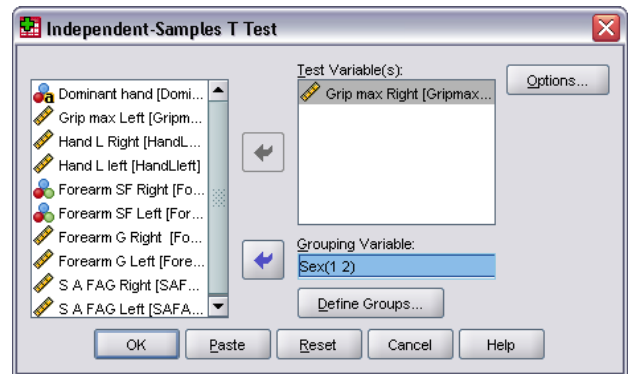 Independent-Samples T Test
Dominant hand [Domi...
Grip max Left [Gripm...
Hand L Right [HandL...
Hand L left [HandLleft]
Forearm SF Right [Fo...
Forearm SF Left [For...
Forearm G Right [Fo...
Forearm G Left [Fore...
S A FAG Right [SAF...
S A FAG Left [SAFA...
Test Variable(s):
Grip max Right [Gripmax...
Options...
Grouping Variable:
Sex(1 2)
Define Groups...
OK Paste Reset Cancel Help